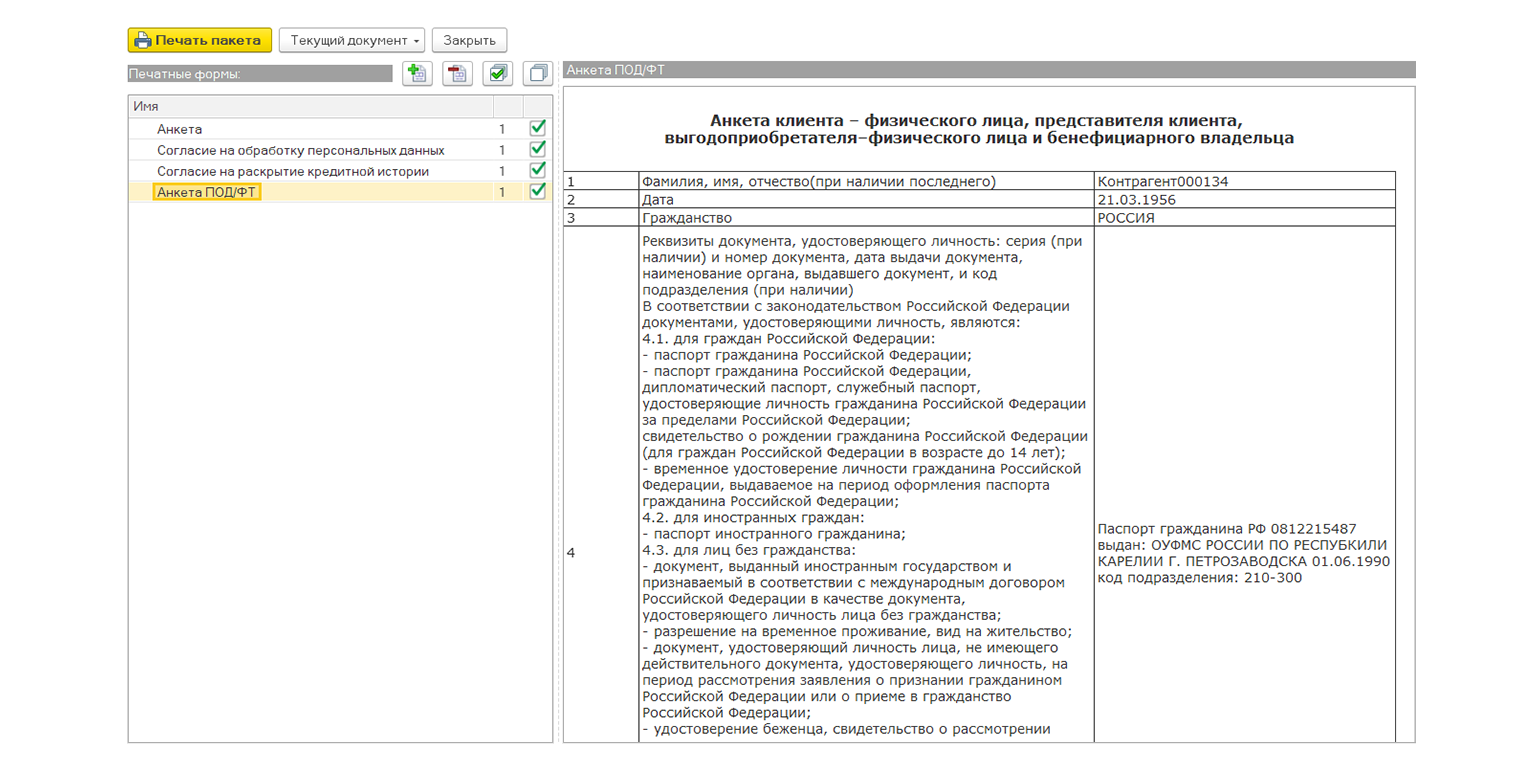 Печать пакета
Текущий документ
Закрыть
Печатные формы:
Имя
Анкета 1
Согласие на обработку персональных данных 1
Согласие на раскрытие кредитной истории 1
Анкета ПОД/ФТ 1
Анкета ПОД/ФТ
Анкета клиента – физического лица, представителя клиента,
выгодоприобретателя–физического лица и бенефициарного владельца
1 Фамилия, имя, отчество(при наличии последнего) Контрагент000134
2 Дата 21.03.1956
3 Гражданство РОССИЯ
4
Реквизиты документа, удостоверяющего личность: серия (при
наличии) и номер документа, дата выдачи документа,
наименование органа, выдавшего документ, и код
подразделения (при наличии)
В соответствии с законодательством Российской Федерации
документами, удостоверяющими личность, являются:
4.1. для граждан Российской Федерации:
- паспорт гражданина Российской Федерации;
- паспорт гражданина Российской Федерации,
дипломатический паспорт, служебный паспорт,
удостоверяющие личность гражданина Российской Федерации
за пределами Российской Федерации;
свидетельство о рождении гражданина Российской Федерации
(для граждан Российской Федерации в возрасте до 14 лет);
- временное удостоверение личности гражданина Российской
Федерации, выдаваемое на период оформления паспорта
гражданина Российской Федерации;
4.2. для иностранных граждан:
- паспорт иностранного гражданина;
4.3. для лиц без гражданства:
- документ, выданный иностранным государством и
признаваемый в соответствии с международным договором
Российской Федерации в качестве документа,
удостоверяющего личность лица без гражданства;
- разрешение на временное проживание, вид на жительство;
- документ, удостоверяющий личность лица, не имеющего
действительного документа, удостоверяющего личность, на
период рассмотрения заявления о признании гражданином
Российской Федерации или о приеме в гражданство
Российской Федерации;
- удостоверение беженца, свидетельство о рассмотрении
Паспорт гражданина РФ 0812215487
выдан: ОУФМС РОССИИ ПО РЕСПУБКИЛИ
КАРЕЛИИ Г. ПЕТРОЗАВОДСКА 01.06.1990
код подразделения: 210-300